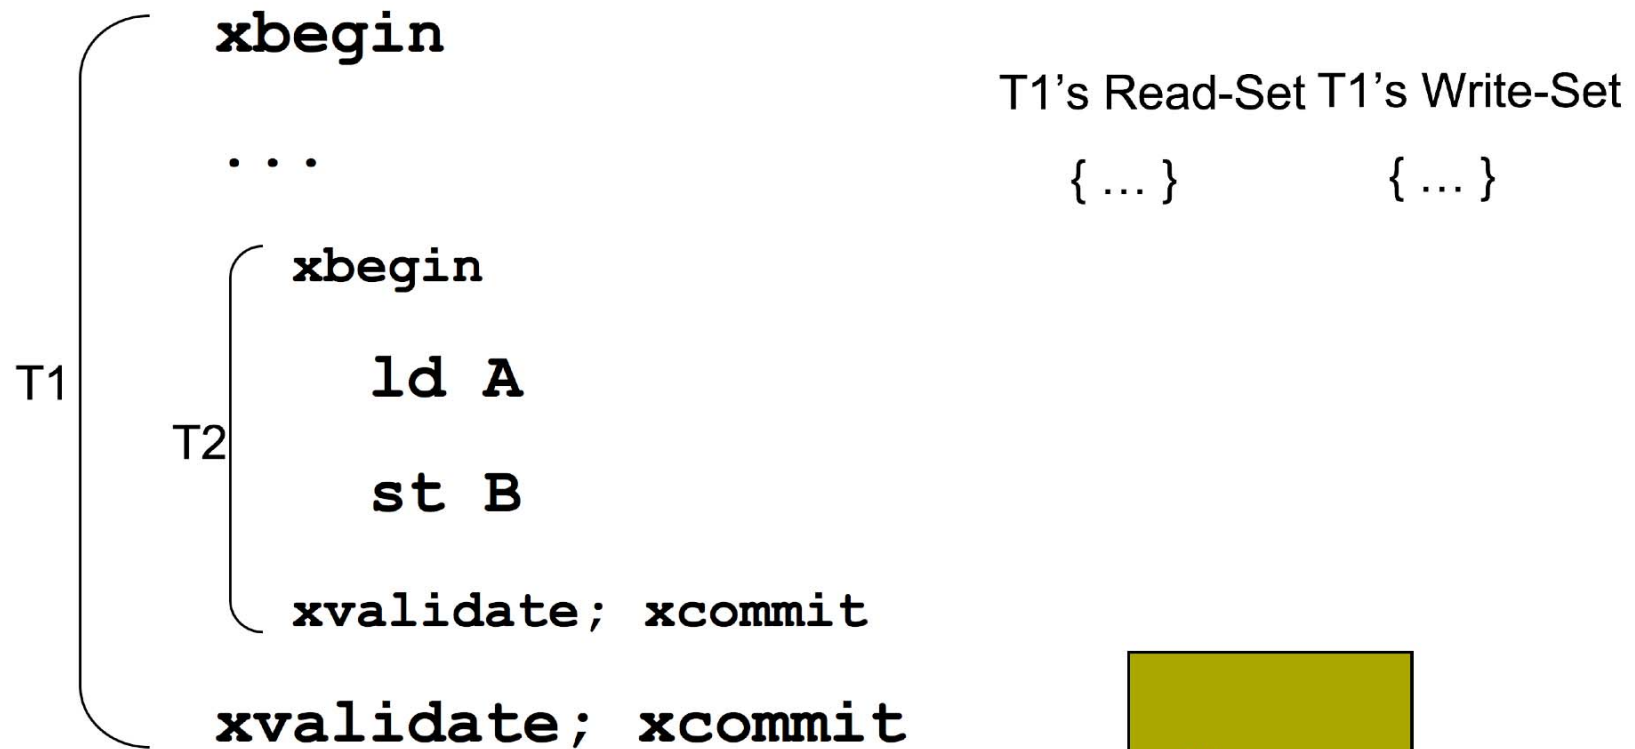 xbegin
T1's Read-Set T1's Write-Set
...
{ ... } { ... }
xbegin
ld A
T1
T2
st B
xvalidate; xcommit
xvalidate; xcommit